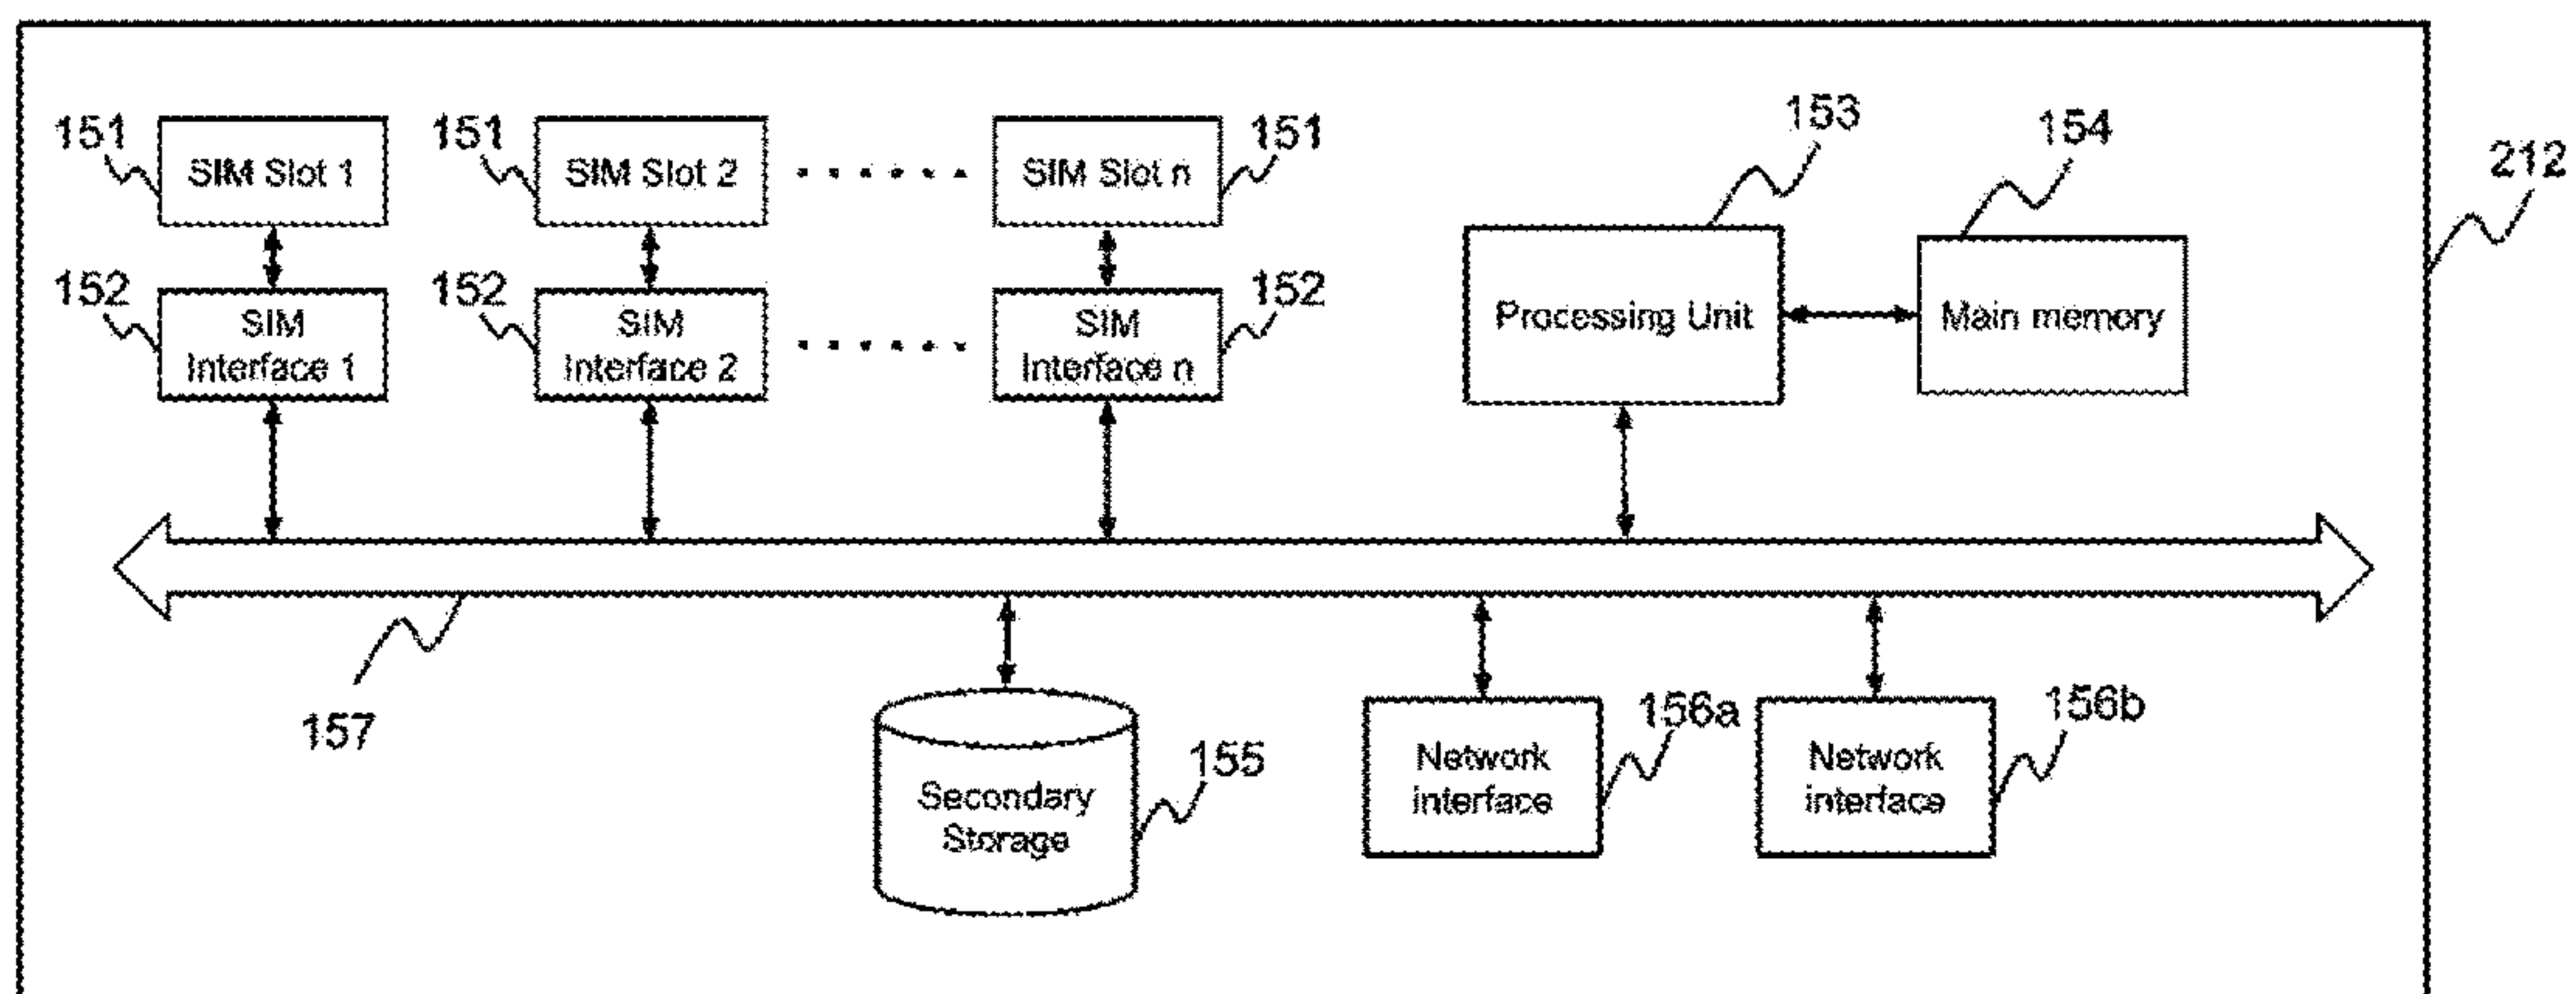 153
154
151
SIM Slot 1
151
SIM Slot 2
SIM Slot n
151
212
152
SIM
Interface 1
152
SIM
Interface 2
SIM
Interface n
152
Processing Unit
Main memory
157
Secondary
Storage
155
Network
interface
156a
Network
interface
156b